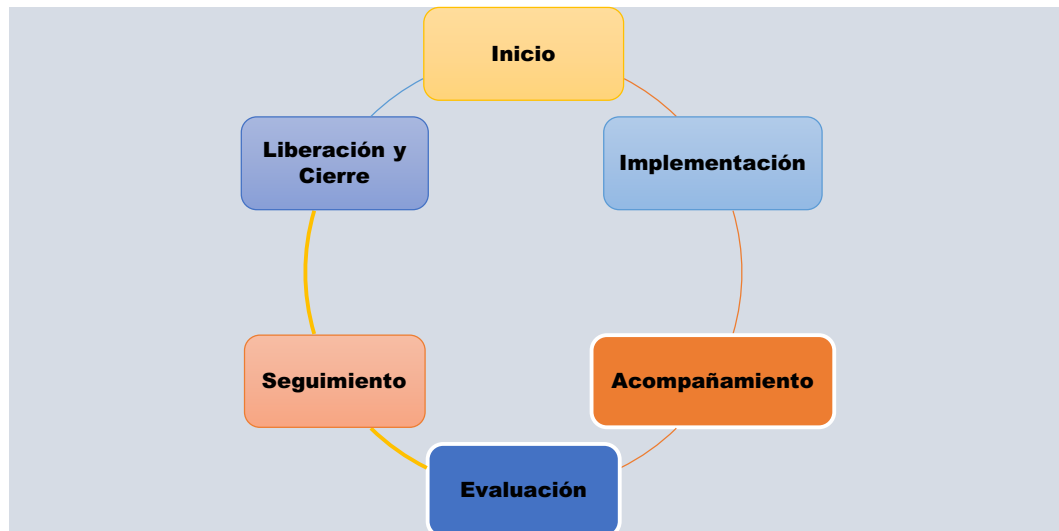 Inicio
Implementación
Acompañamiento
Evaluación
Seguimiento
Liberación y
Cierre